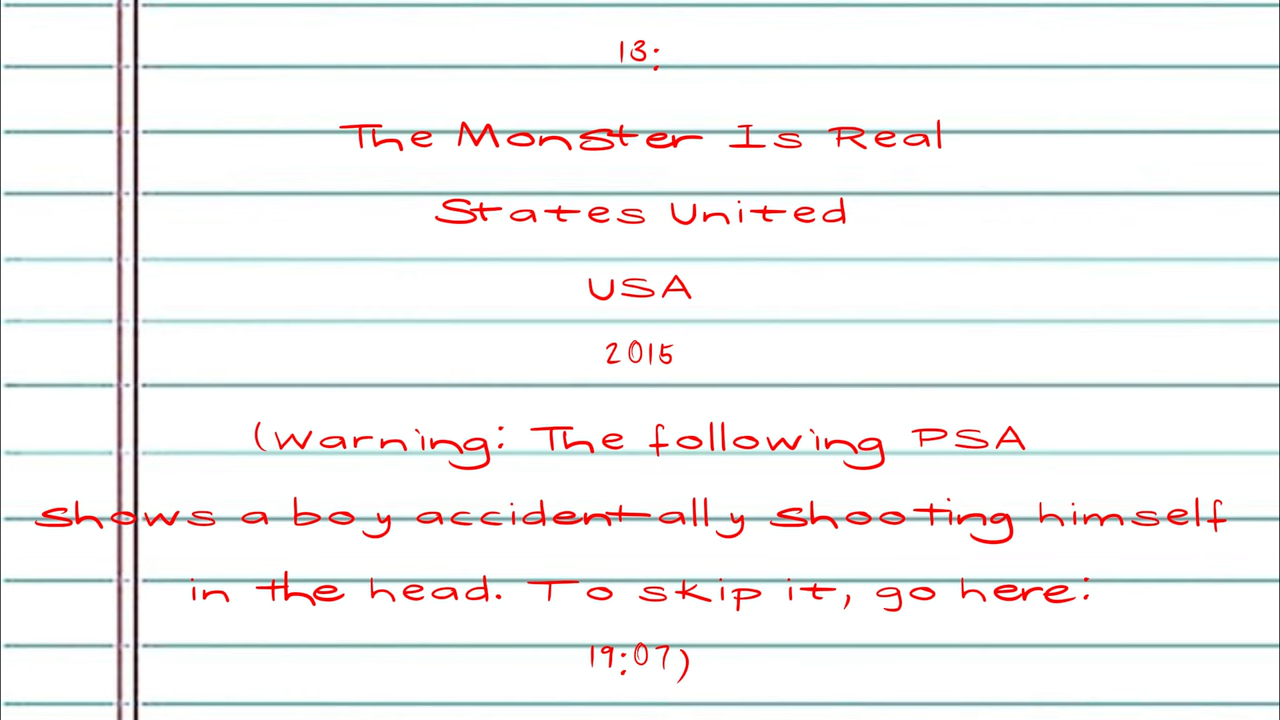 13:
The Monster Is Real
States United
USA
2015
(Warning: The following PSA
shows a boy accidentally shooting himself
in the head. To skip it, go here:
19:07)